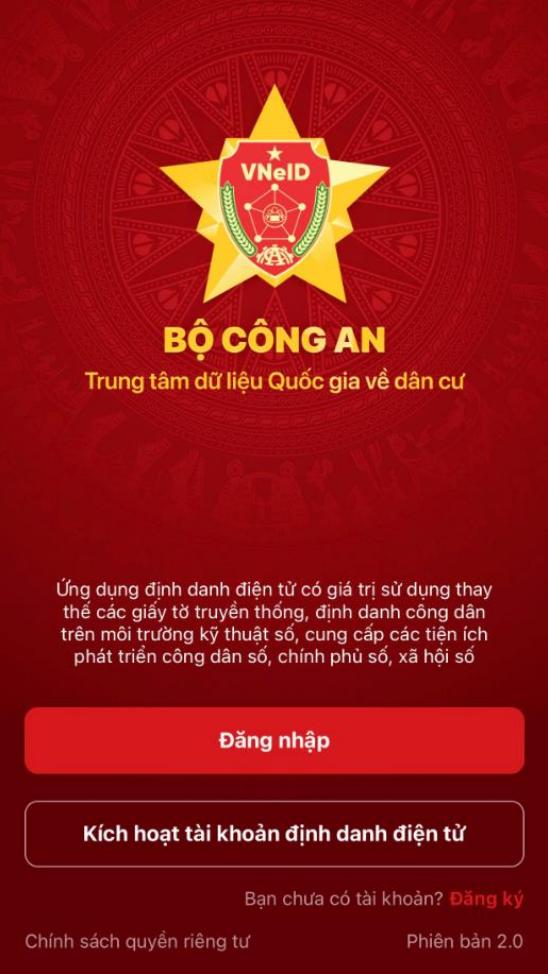 VNeID
BỘ CÔNG AN
Trung tâm dữ liệu Quốc gia về dân cư
Ứng dụng định danh điện tử có giá trị sử dụng thay
thế các giấy tờ truyền thống, định danh công dân
trên môi trường kỹ thuật số, cung cấp các tiện ích
phát triển công dân số, chính phủ số, xã hội số
Đăng nhập
Kích hoạt tài khoản định danh điện tử
Bạn chưa có tài khoản? Đăng ký
Chính sách quyền riêng tư
Phiên bản 2.0